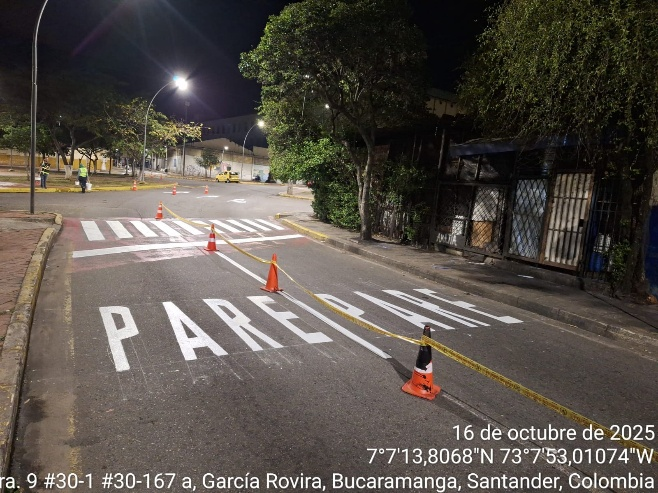 PARE PARE
16 de octubre de 2025
7°7'13,8068"N 73°7'53,01074"W
ra. 9 #30-1 #30-167 a, García Rovira, Bucaramanga, Santander, Colombia